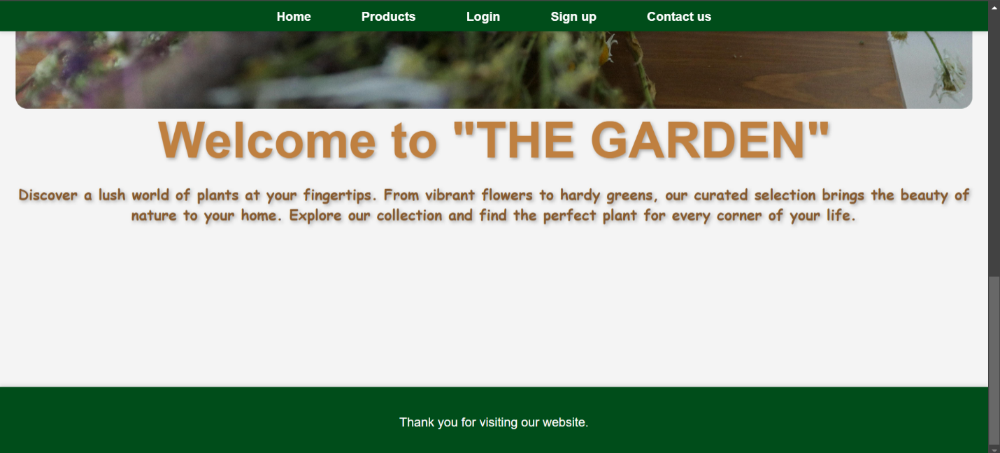 Home Products Login Sign up Contact us
Welcome to "THE GARDEN"
Discover a lush world of plants at your fingertips. From vibrant flowers to hardy greens, our curated selection brings the beauty of
nature to your home. Explore our collection and find the perfect plant for every corner of your life.
Thank you for visiting our website.